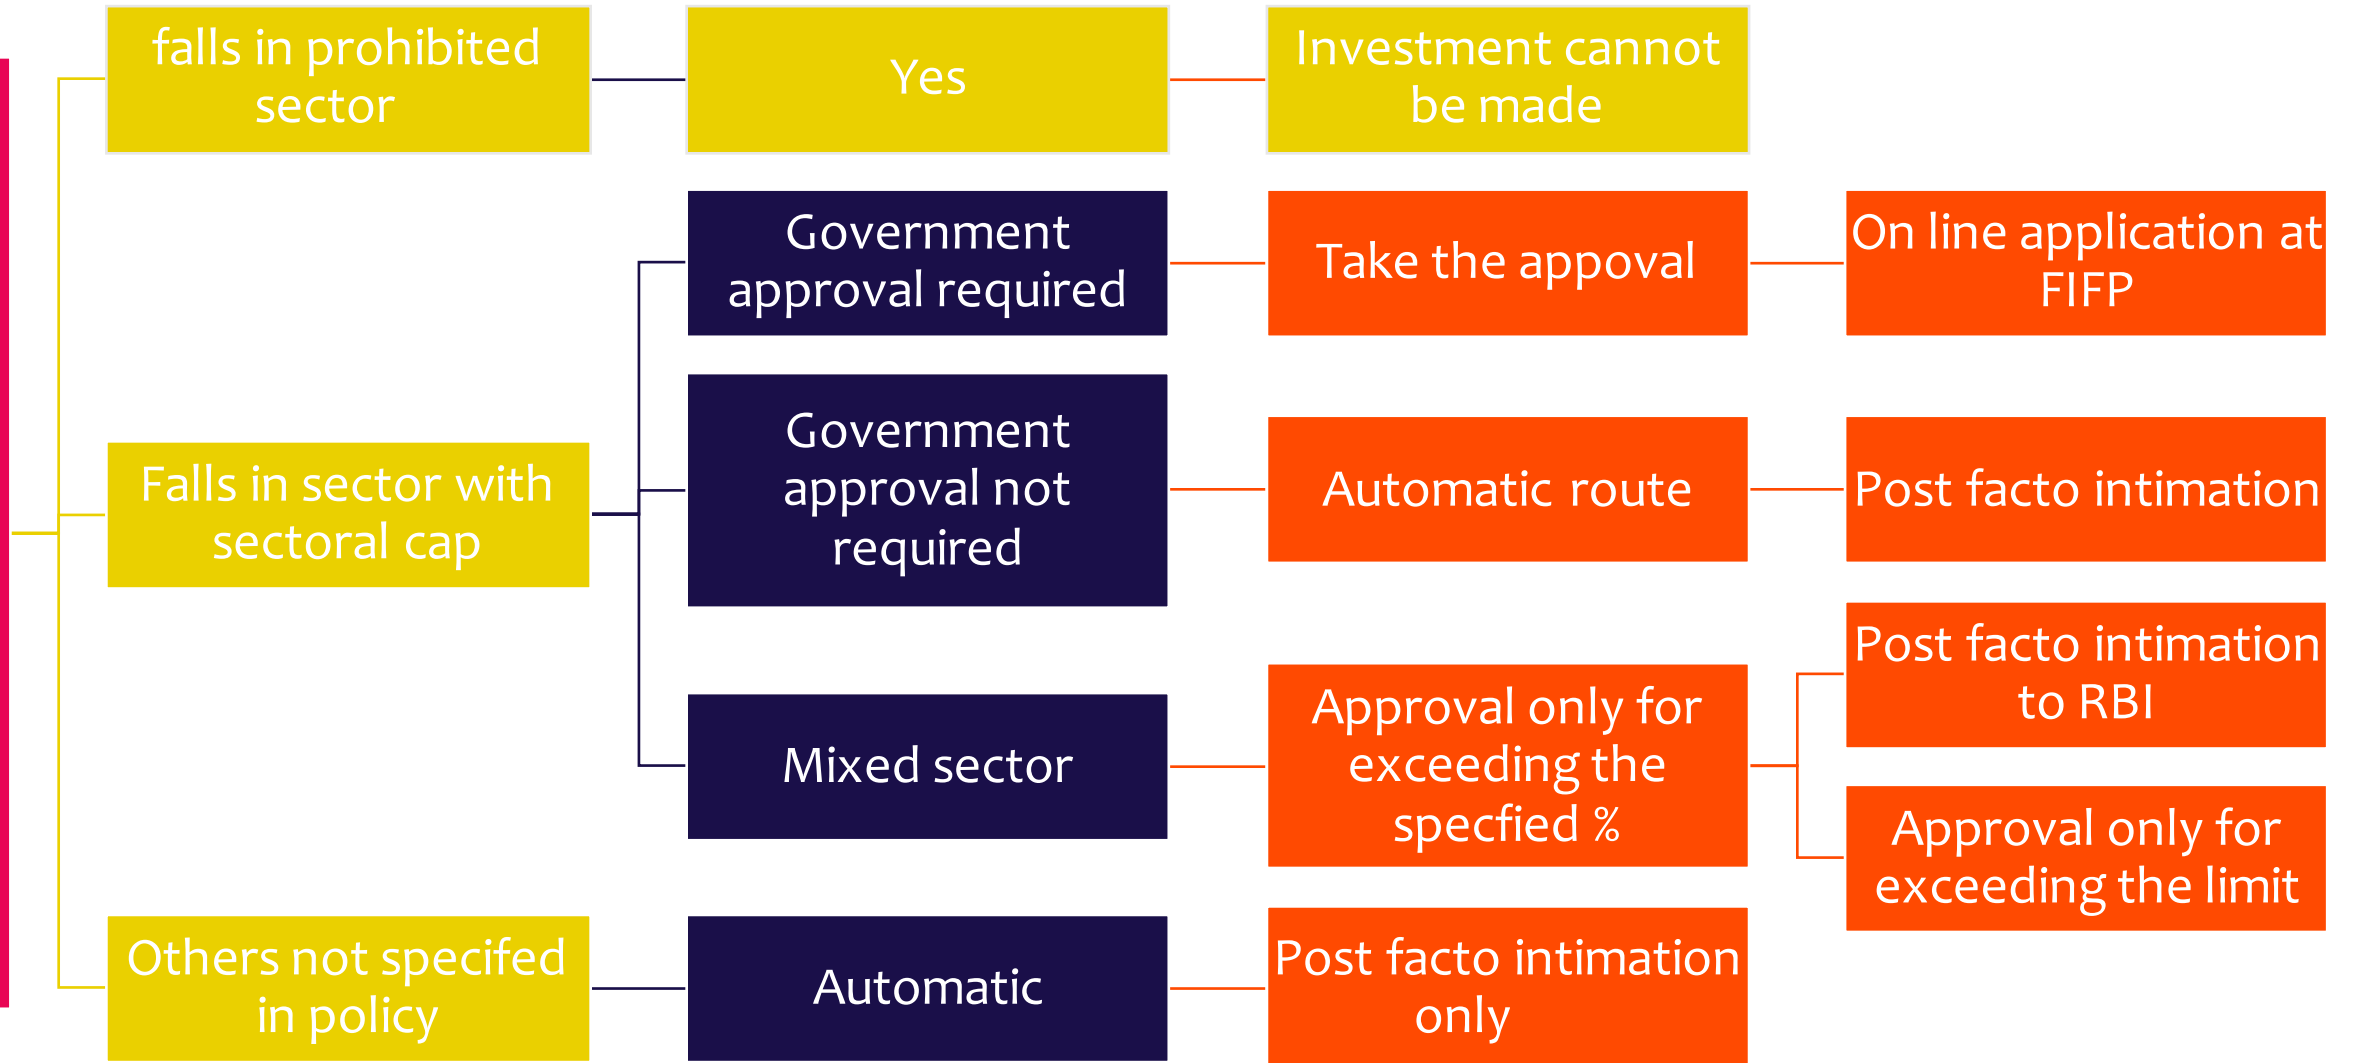 falls in prohibited
sector
Yes
Investment cannot
be made
Falls in sector with
sectoral cap
Government
approval required
Take the appoval
On line application at
FIFP
Government
approval not
required
Automatic route
Post facto intimation
Mixed sector
Approval only for
exceeding the
specfied %
Post facto intimation
to RBI
Approval only for
exceeding the limit
Others not specifed
in policy
Automatic
Post facto intimation
only